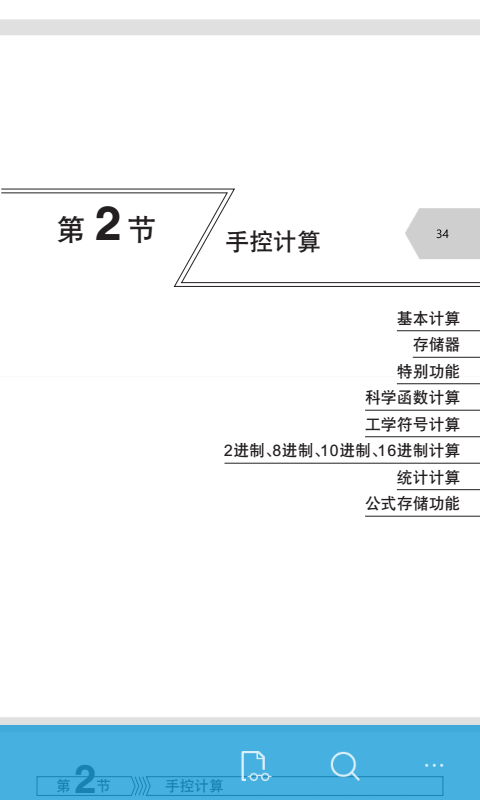 第2节
手控计算
34
基本计算
存储器
特别功能
科学函数计算
工学符号计算
2进制、8进制、10进制、16进制计算
统计计算
公式存储功能
第2节 手控计算